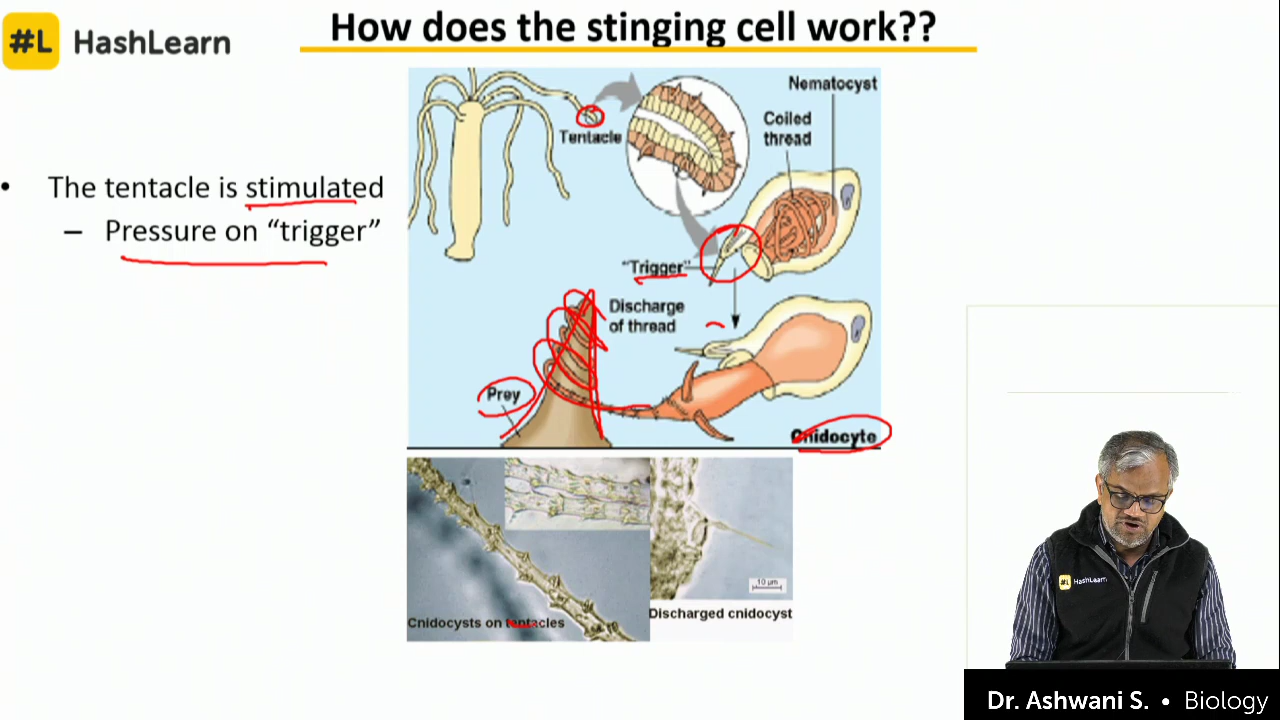 How does the stinging cell work??
#L HashLearn
• The tentacle is stimulated
– Pressure on “trigger”
Nematocyst
Coiled
thread
Tentacle
“Trigger”
Discharge
of thread
Prey
Cnidocyte
10 µm
Cnidocysts on tentacles
Discharged cnidocyst
#L HashLearn
Dr. Ashwani S. • Biology